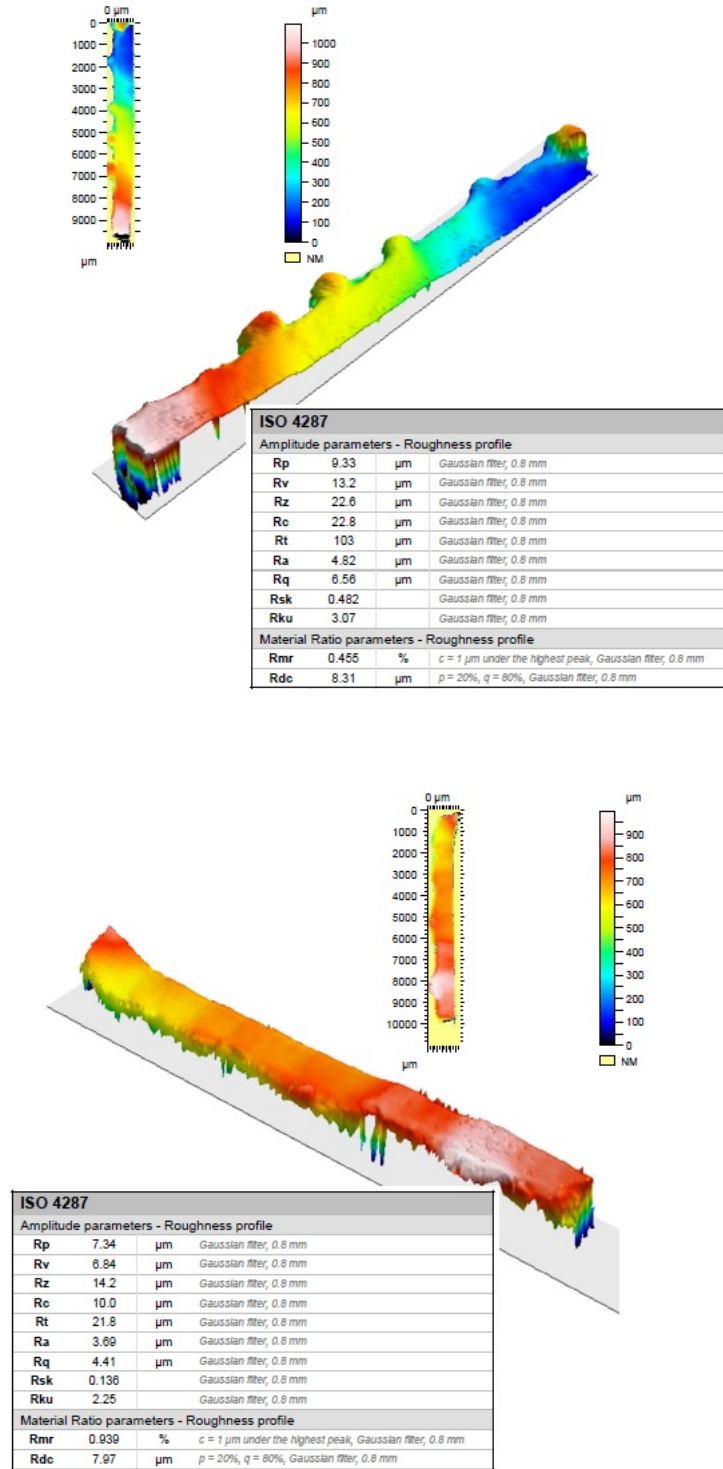 0 µm
0
1000
2000
3000
4000
5000
6000
7000
8000
9000
µm
µm
1000
900
800
700
600
500
400
300
200
100
0
NM
ISO 4287
Amplitude parameters - Roughness profile
Rp 9.33 µm Gaussian filter, 0.8 mm
Rv 13.2 µm Gaussian filter, 0.8 mm
Rz 22.6 µm Gaussian filter, 0.8 mm
Rc 22.8 µm Gaussian filter, 0.8 mm
Rt 103 µm Gaussian filter, 0.8 mm
Ra 4.82 µm Gaussian filter, 0.8 mm
Rq 6.56 µm Gaussian filter, 0.8 mm
Rsk 0.482 Gaussian filter, 0.8 mm
Rku 3.07 Gaussian filter, 0.8 mm
Material Ratio parameters - Roughness profile
Rmr 0.455 % c = 1 µm under the highest peak, Gaussian filter, 0.8 mm
Rdc 8.31 µm p = 20%, q = 80%, Gaussian filter, 0.8 mm
0 µm
0
1000
2000
3000
4000
5000
6000
7000
8000
9000
10000
µm
µm
900
800
700
600
500
400
300
200
100
0
NM
ISO 4287
Amplitude parameters - Roughness profile
Rp 7.34 µm Gaussian filter, 0.8 mm
Rv 6.84 µm Gaussian filter, 0.8 mm
Rz 14.2 µm Gaussian filter, 0.8 mm
Rc 10.0 µm Gaussian filter, 0.8 mm
Rt 21.8 µm Gaussian filter, 0.8 mm
Ra 3.69 µm Gaussian filter, 0.8 mm
Rq 4.41 µm Gaussian filter, 0.8 mm
Rsk 0.136 Gaussian filter, 0.8 mm
Rku 2.25 Gaussian filter, 0.8 mm
Material Ratio parameters - Roughness profile
Rmr 0.939 % c = 1 µm under the highest peak, Gaussian filter, 0.8 mm
Rdc 7.97 µm p = 20%, q = 80%, Gaussian filter, 0.8 mm